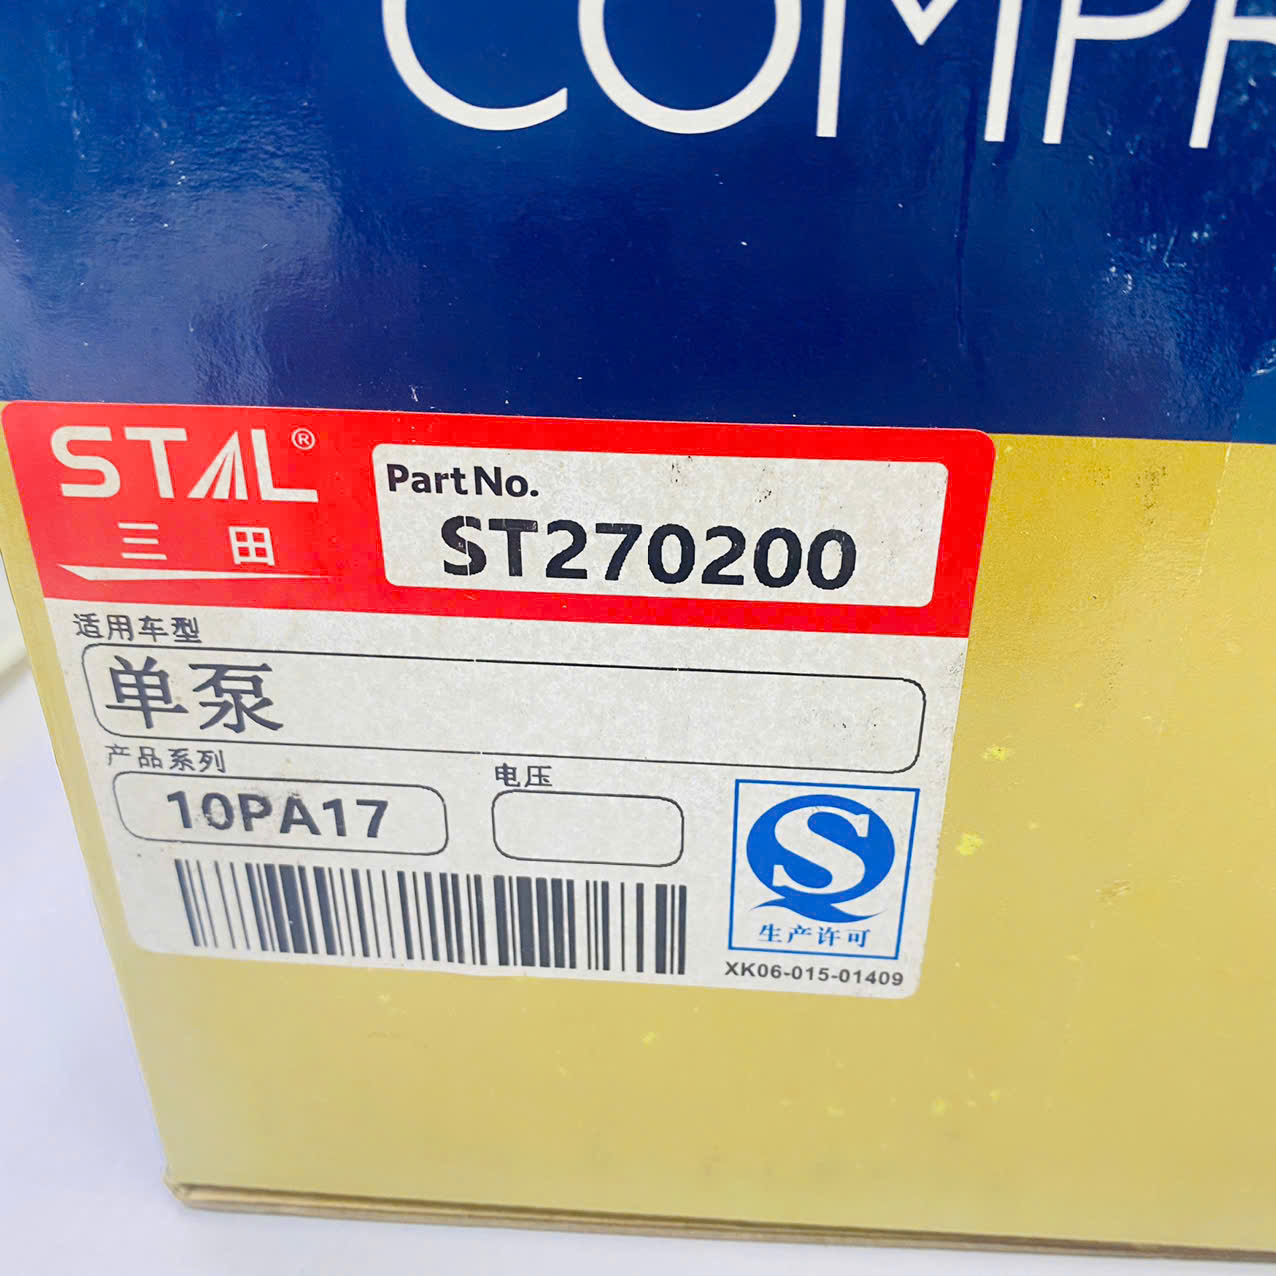 COMPR
STAL®
三田
Part No.
ST270200
适用车型
单泵
产品系列
10PA17
电压
生产许可
XK06-015-01409